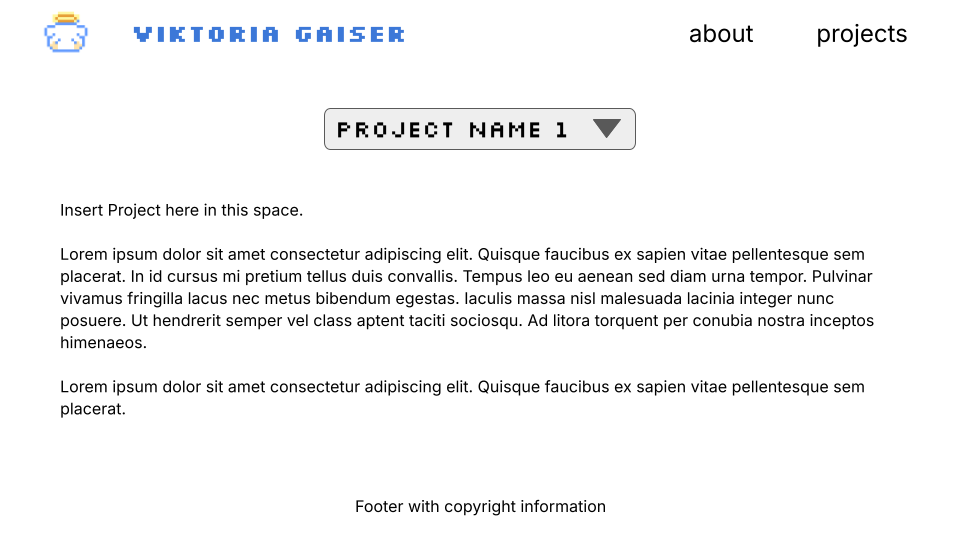 VIKTORIA GAISER
about
projects
PROJECT NAME 1
Insert Project here in this space.
Lorem ipsum dolor sit amet consectetur adipiscing elit. Quisque faucibus ex sapien vitae pellentesque sem
placerat. In id cursus mi pretium tellus duis convallis. Tempus leo eu aenean sed diam urna tempor. Pulvinar
vivamus fringilla lacus nec metus bibendum egestas. Iaculis massa nisl malesuada lacinia integer nunc
posuere. Ut hendrerit semper vel class aptent taciti sociosqu. Ad litora torquent per conubia nostra inceptos
himenaeos.
Lorem ipsum dolor sit amet consectetur adipiscing elit. Quisque faucibus ex sapien vitae pellentesque sem
placerat.
Footer with copyright information